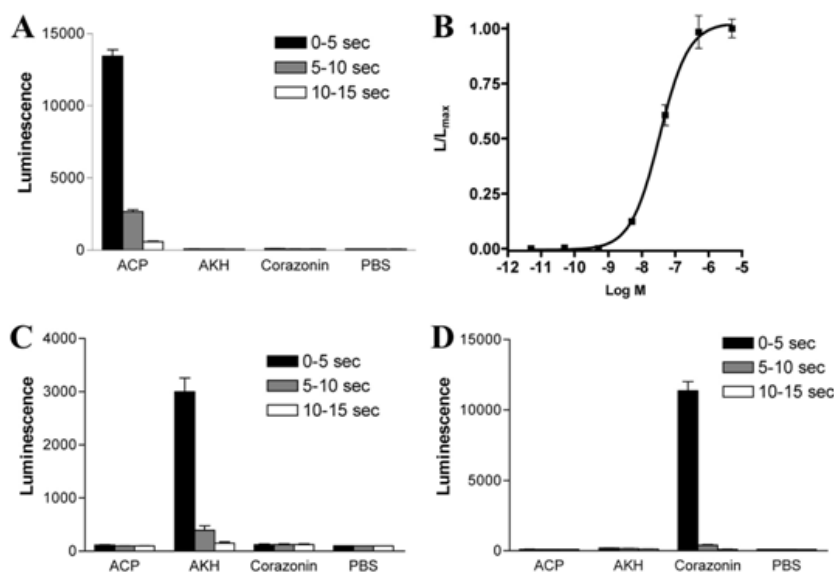 A
15000
10000
5000
0
Luminescence
0-5 sec
5-10 sec
10-15 sec
ACP AKH Corazonin PBS
B
1.00
0.75
0.50
0.25
0.00
L/Lmax
-12 -11 -10 -9 -8 -7 -6 -5
Log M
C
4000
3000
2000
1000
0
Luminescence
0-5 sec
5-10 sec
10-15 sec
ACP AKH Corazonin PBS
D
15000
10000
5000
0
Luminescence
0-5 sec
5-10 sec
10-15 sec
ACP AKH Corazonin PBS